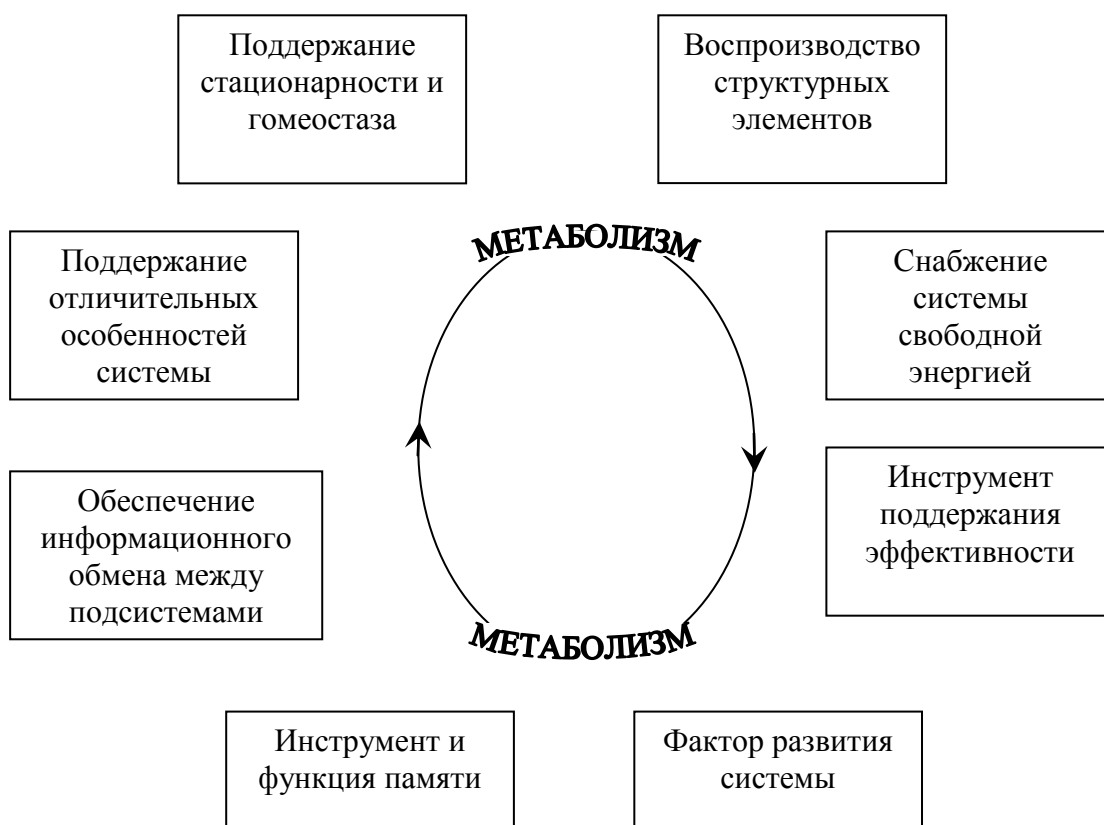 Поддержание
стационарности и
гомеостаза
Воспроизводство
структурных
элементов
МЕТАБОЛИЗМ
Поддержание
отличительных
особенностей
системы
Снабжение
системы
свободной
энергией
Обеспечение
информационного
обмена между
подсистемами
Инструмент
поддержания
эффективности
МЕТАБОЛИЗМ
Инструмент и
функция памяти
Фактор развития
системы